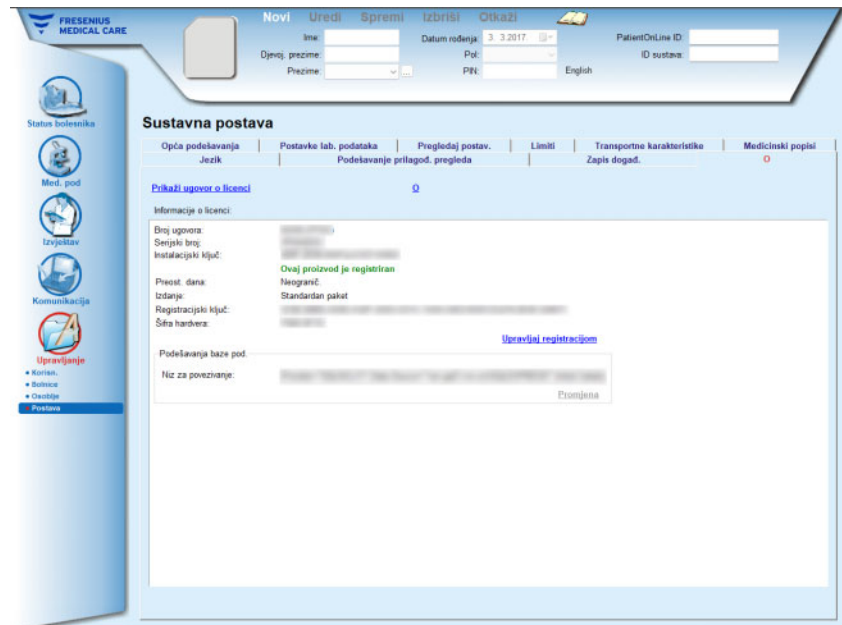 FRESENIUS
MEDICAL CARE
Novi Uredi Spremi Izbriši Otkaži
Ime: Datum rođenja: 3. 3.2017. PatientOnLine ID:
Djevoj. prezime: Pol: ID sustava:
Prezime: ... PIN: English
Status bolesnika
Med. pod
Izvještav
Komunikacija
Upravljanje
Korisn.
Bolnice
Osoblje
Postava
Sustavna postava
Opća podešavanja Postavke lab. podataka Pregledaj postav. Limiti Transportne karakteristike Medicinski popisi
Jezik Podešavanje prilagođ. pregleda Zapis događ. O
Prikaži ugovor o licenci O
Informacije o licenci:
Broj ugovora:
Serijski broj:
Instalacijski ključ:
Ovaj proizvod je registriran
Preost. dana: Neogranič.
Izdanje: Standardan paket
Registracijski ključ:
Šifra hardvera:
Upravljaj registracijom
Podešavanja baze pod.
Niz za povezivanje:
Promjena